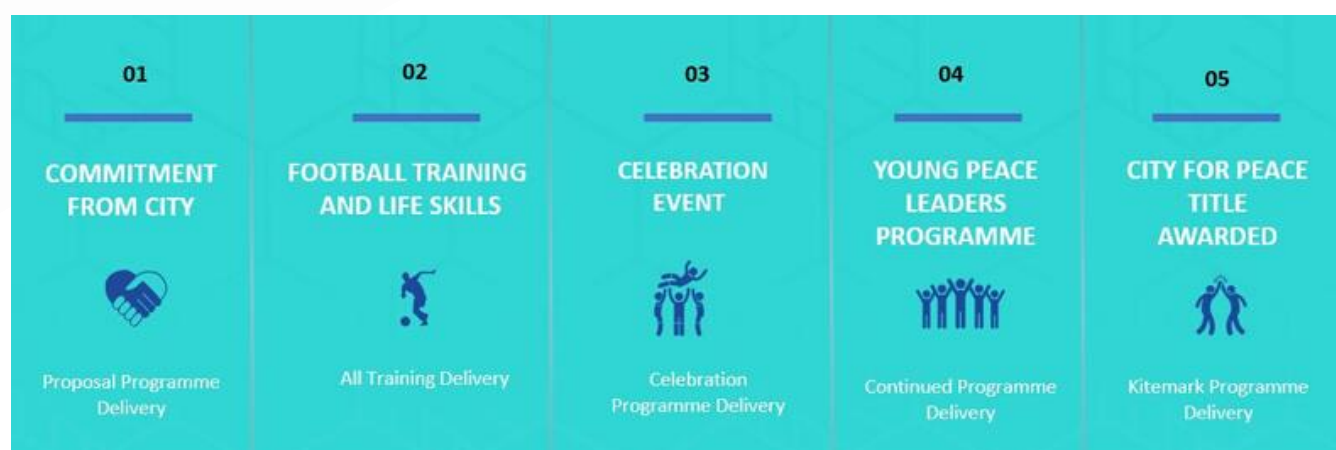 01
COMMITMENT
FROM CITY
Proposal Programme
Delivery
02
FOOTBALL TRAINING
AND LIFE SKILLS
All Training Delivery
03
CELEBRATION
EVENT
Celebration
Programme Delivery
04
YOUNG PEACE
LEADERS
PROGRAMME
Continued Programme
Delivery
05
CITY FOR PEACE
TITLE
AWARDED
Kitemark Programme
Delivery